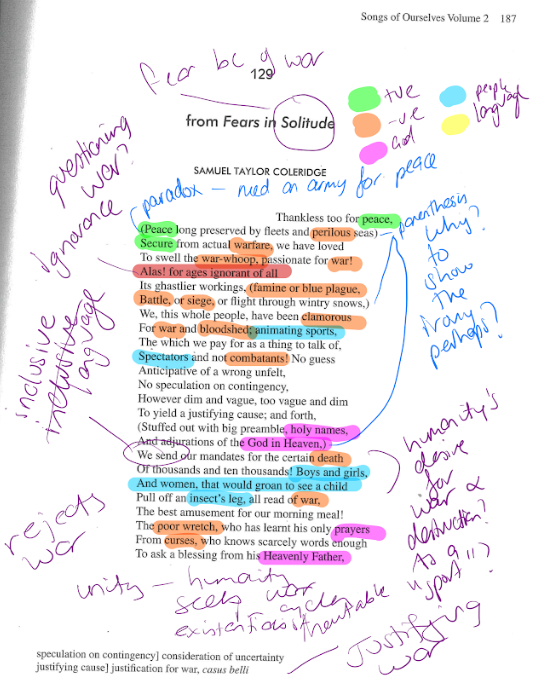 Songs of Ourselves Volume 2 187
fear bc of war
129
from Fears in Solitude
+ve
-ve
God
people
language
SAMUEL TAYLOR COLERIDGE
questioning
war?
ignorance
paradox – need an army for peace
Thankless too for peace,
(Peace long preserved by fleets and perilous seas)
Secure from actual warfare, we have loved
To swell the war-whoop, passionate for war!
Alas! for ages ignorant of all
Its ghastlier workings, (famine or blue plague,
Battle, or siege, or flight through wintry snows,)
We, this whole people, have been clamorous
For war and bloodshed; animating sports,
The which we pay for as a thing to talk of,
Spectators and not combatants! No guess
Anticipative of a wrong unfelt,
No speculation on contingency,
However dim and vague, too vague and dim
To yield a justifying cause; and forth,
(Stuffed out with big preamble, holy names,
And adjurations of the God in Heaven,)
We send our mandates for the certain death
Of thousands and ten thousands! Boys and girls,
And women, that would groan to see a child
Pull off an insect's leg, all read of war,
The best amusement for our morning meal!
The poor wretch, who has learnt his only prayers
From curses, who knows scarcely words enough
To ask a blessing from his Heavenly Father,
parenthesis
why?
to
show
the
irony
perhaps?
inclusive
inclusive
language
humanity's
desire
for
war &
destruction?
As a
"sport"
rejects
war
unity – humanity
seeks war
cycle
inevitable
justifying
war
speculation on contingency] consideration of uncertainty
justifying cause] justification for war, casus belli